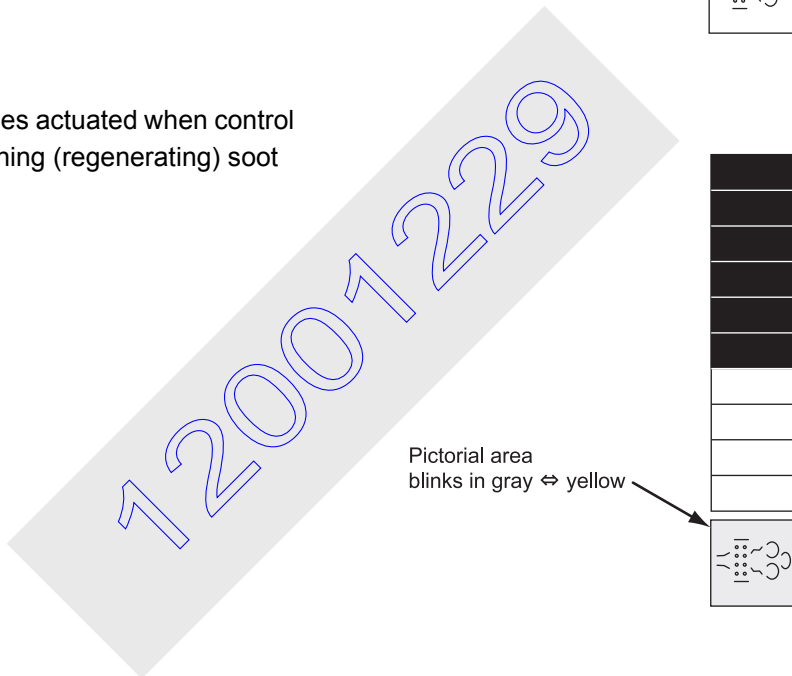 es actuated when control
ning (regenerating) soot
12001229
Pictorial area
blinks in gray ⇔ yellow